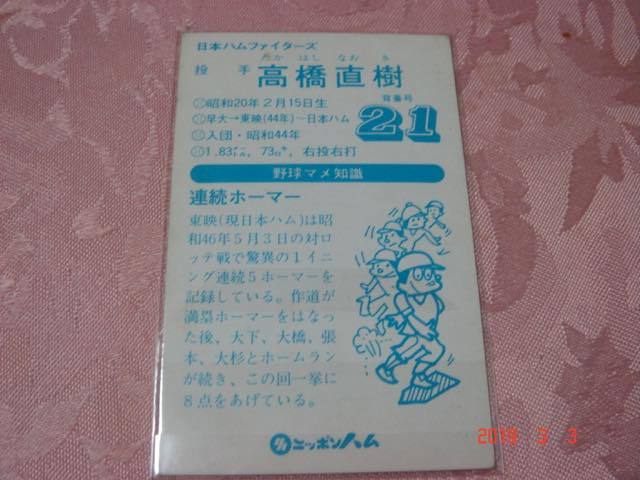 日本ハムファイターズ
たか はし なお き
投手 高橋直樹
背番号
21
昭和20年2月15日生
早大→東映(44年)―日本ハム
入団・昭和44年
1.83メートル, 73キロ, 右投右打
野球マメ知識
連続ホーマー
東映(現日本ハム)は昭
和46年5月3日の対ロ
ッテ戦で驚異の1イニ
ング連続5ホーマーを
記録している。作道が
満塁ホーマーをはなっ
た後、大下、大橋、張
本、大杉とホームラン
が続き、この回一挙に
8点をあげている。
ニッポンハム
2019 3 3